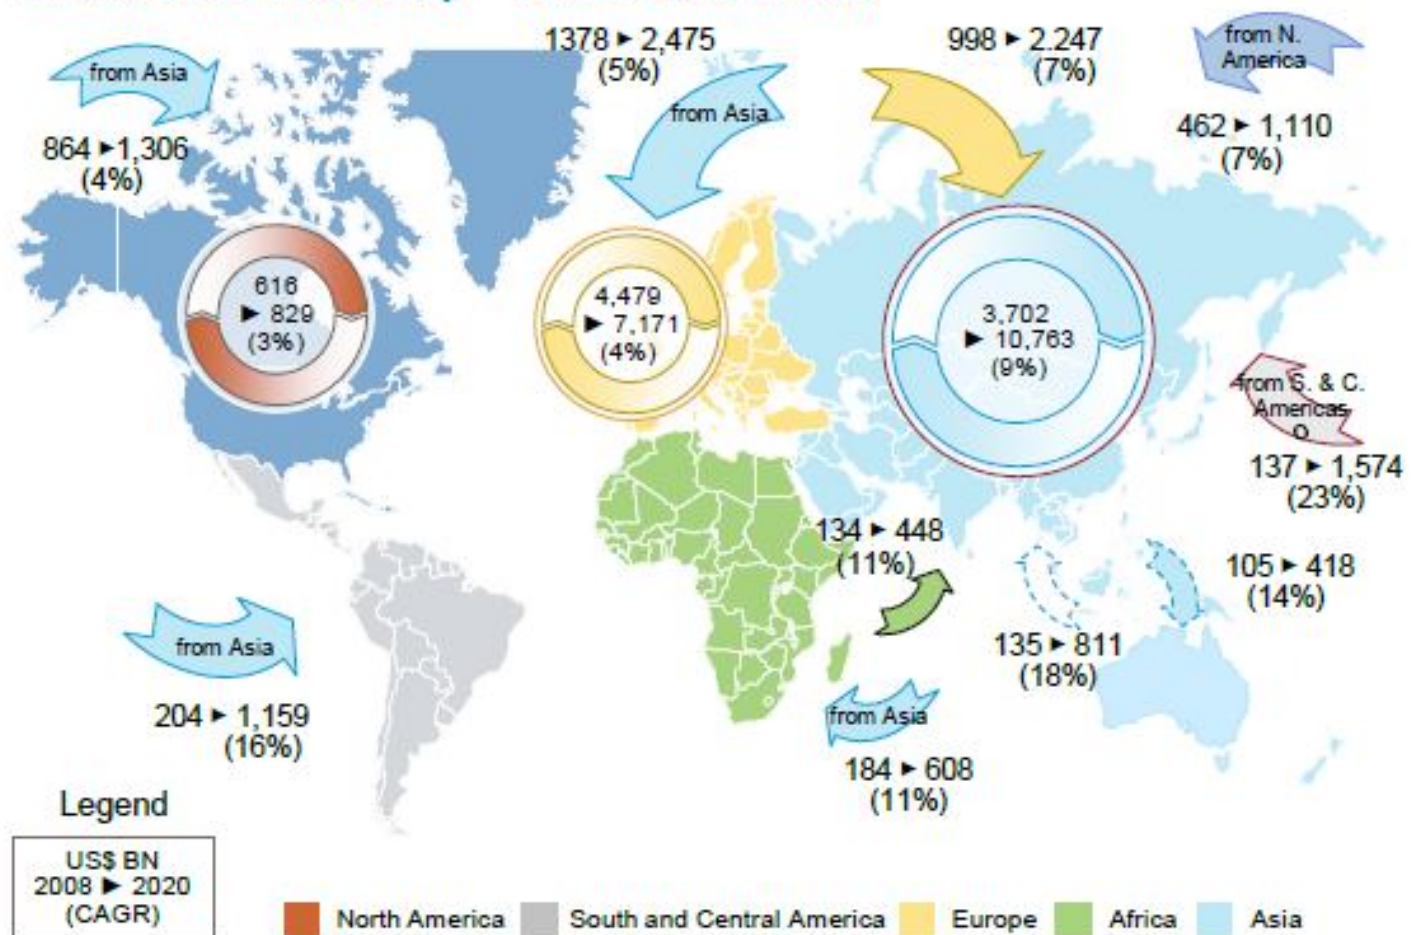 1378 ► 2,475
(5%)
998 ► 2.247
(7%)
from N.
America
from Asia
from Asia
462 ► 1,110
(7%)
864 ►1,306
(4%)
616
► 829
(3%)
4,479
► 7,171
(4%)
3,702
► 10,763
(9%)
from S. & C.
Americas
O
137 ► 1,574
(23%)
134 ► 448
(11%)
105 ► 418
(14%)
135 ► 811
(18%)
from Asia
204 ► 1,159
(16%)
from Asia
184 ► 608
(11%)
Legend
US$ BN
2008 ► 2020
(CAGR)
North America
South and Central America
Europe
Africa
Asia